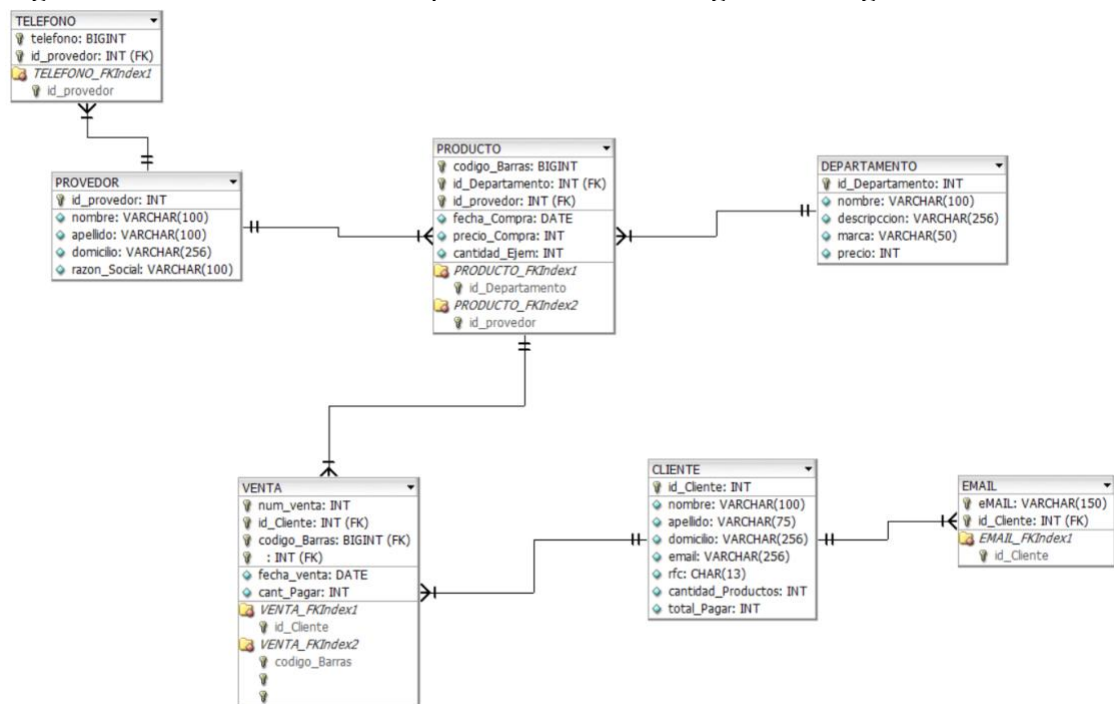 TELEFONO
telefono: BIGINT
id_provedor: INT (FK)
TELEFONO_FKIndex1
id_provedor
PROVEDOR
id_provedor: INT
nombre: VARCHAR(100)
apellido: VARCHAR(100)
domicilio: VARCHAR(256)
razon_Social: VARCHAR(100)
PRODUCTO
codigo_Barras: BIGINT
id_Departamento: INT (FK)
id_provedor: INT (FK)
fecha_Compra: DATE
precio_Compra: INT
cantidad_Ejem: INT
PRODUCTO_FKIndex1
id_Departamento
PRODUCTO_FKIndex2
id_provedor
DEPARTAMENTO
id_Departamento: INT
nombre: VARCHAR(100)
descripccion: VARCHAR(256)
marca: VARCHAR(50)
precio: INT
VENTA
num_venta: INT
id_Cliente: INT (FK)
codigo_Barras: BIGINT (FK)
: INT (FK)
fecha_venta: DATE
cant_Pagar: INT
VENTA_FKIndex1
id_Cliente
VENTA_FKIndex2
codigo_Barras
CLIENTE
id_Cliente: INT
nombre: VARCHAR(100)
apellido: VARCHAR(75)
domicilio: VARCHAR(256)
email: VARCHAR(256)
rfc: CHAR(13)
cantidad_Productos: INT
total_Pagar: INT
EMAIL
eMAIL: VARCHAR(150)
id_Cliente: INT (FK)
EMAIL_FKIndex1
id_Cliente